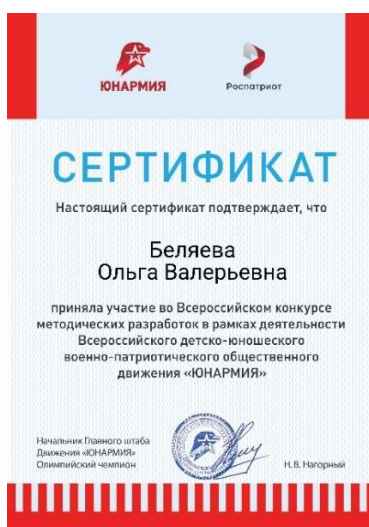 ЮНАРМИЯ
Роспатриот
СЕРТИФИКАТ
Настоящий сертификат подтверждает, что
Беляева
Ольга Валерьевна
приняла участие во Всероссийском конкурсе
методических разработок в рамках деятельности
Всероссийского детско-юношеского
военно-патриотического общественного
движения «ЮНАРМИЯ»
Начальник Главного штаба
Движения «ЮНАРМИЯ»
Олимпийский чемпион
Н. В. Нагорный